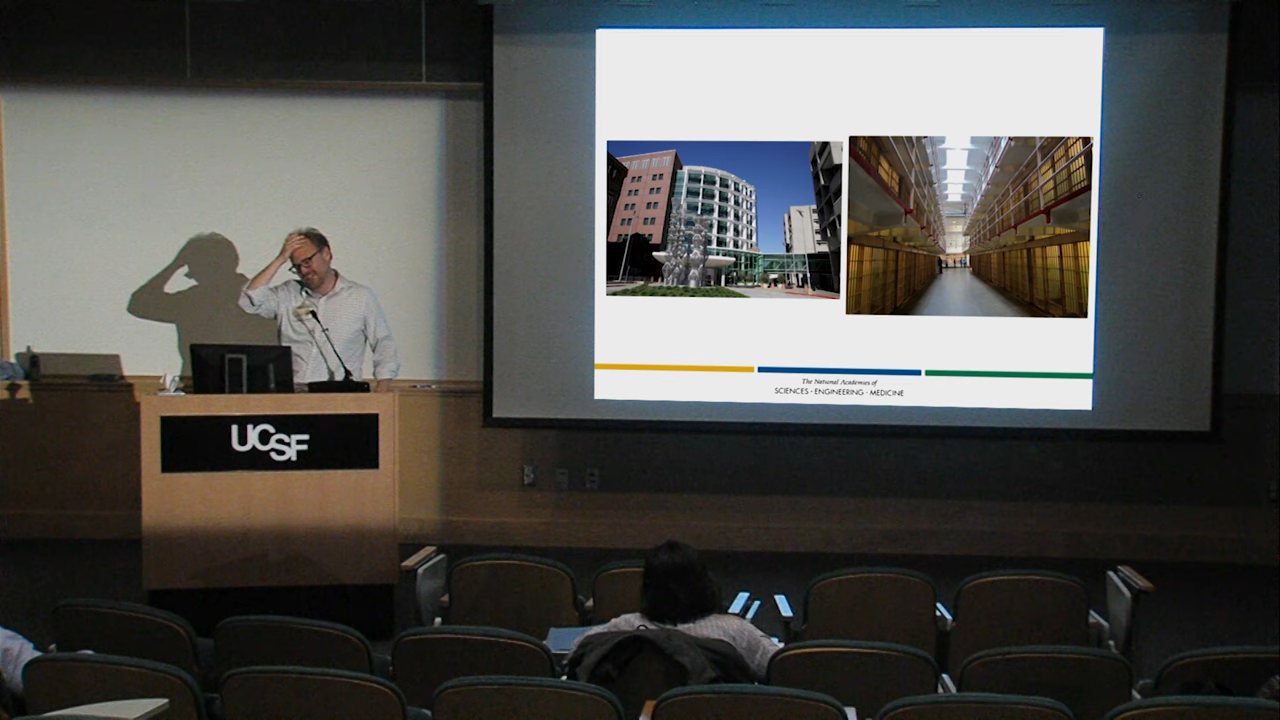 The National Academies of
SCIENCES · ENGINEERING · MEDICINE
UCSF